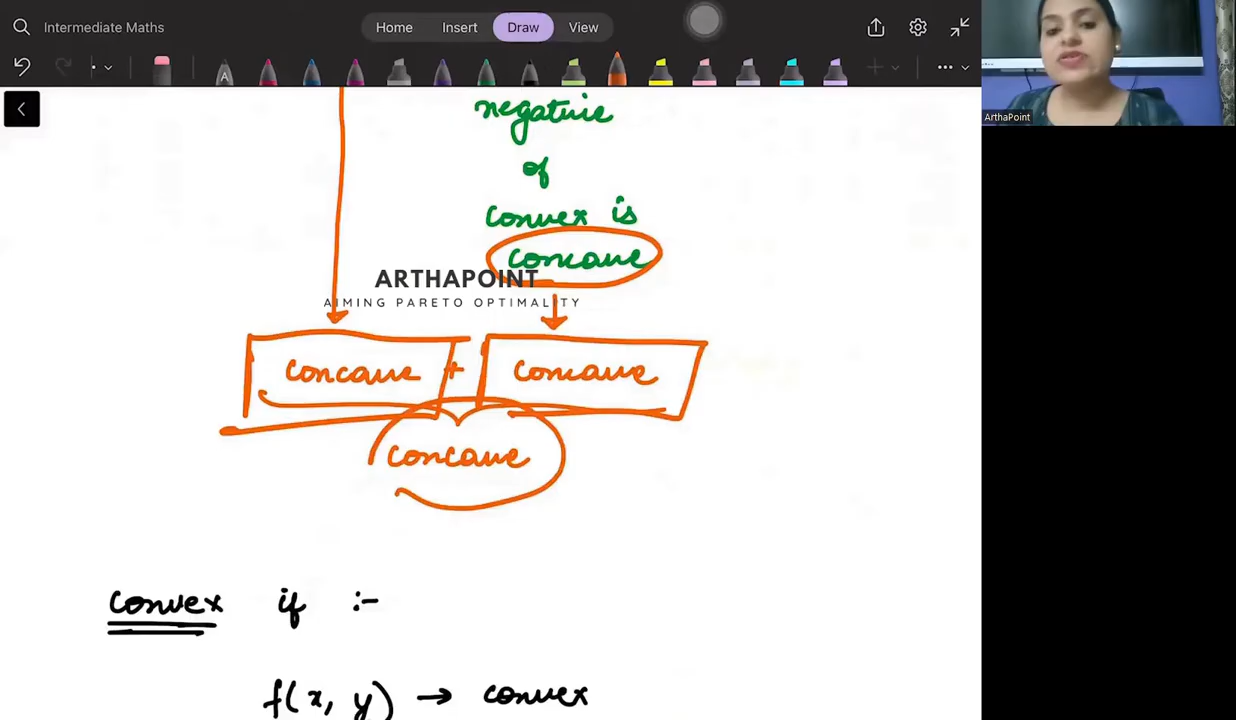 Intermediate Maths
Home Insert Draw View
A
ArthaPoint
negative
of
convex is
concave
ARTHAPOINT
AIMING PARETO OPTIMALITY
concave + concave
concave
convex if :-
f(x, y) → convex